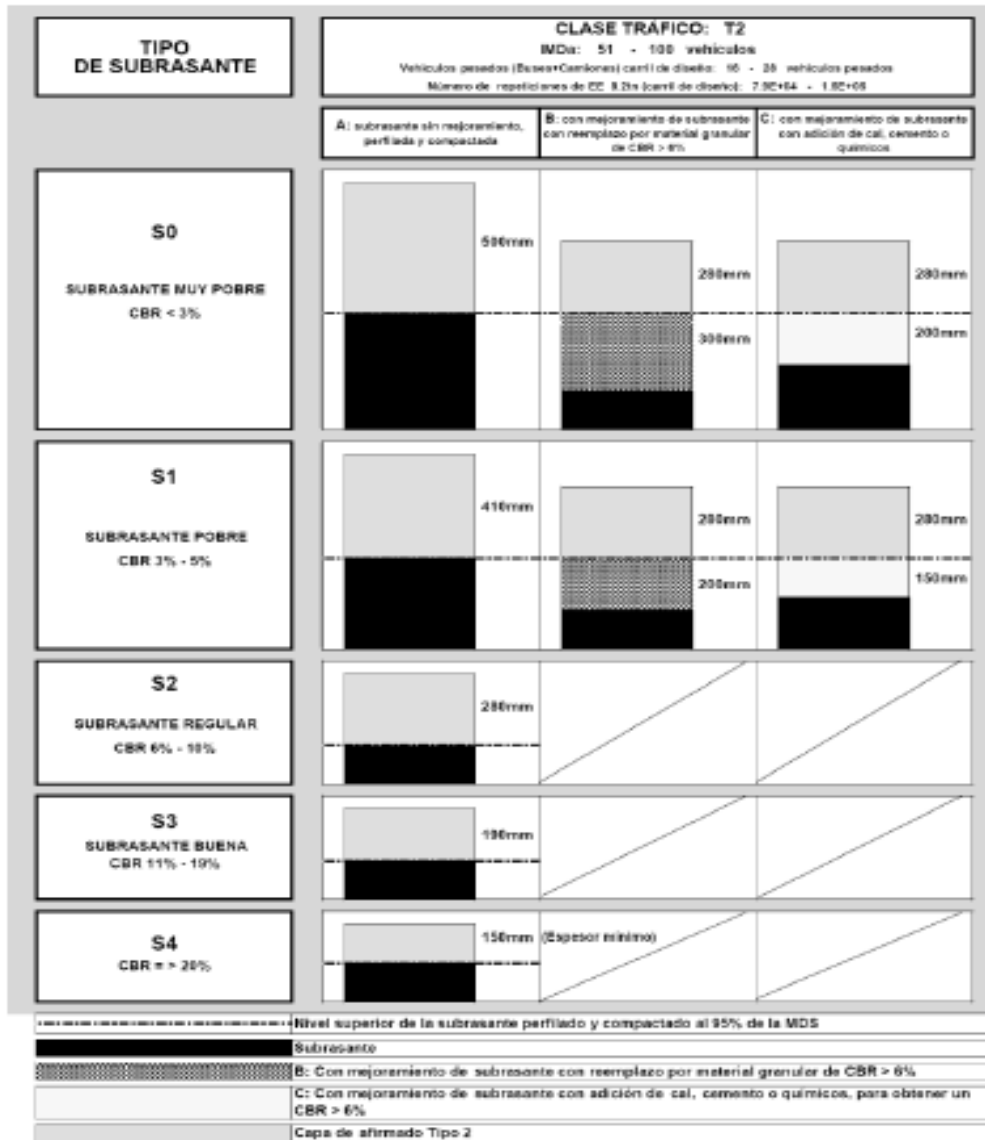 TIPO
DE SUBRASANTE
CLASE TRÁFICO: T2
IMDa: 51 - 100 vehículos
Vehículos pesados (Buses+Camiones) carril de diseño: 16 - 28 vehículos pesados
Número de repeticiones de EE 8.2tn (carril de diseño):
A: subrasante sin mejoramiento,
perfilada y compactada
B: con mejoramiento de subrasante
con reemplazo por material granular
de CBR > 6%
C: con mejoramiento de subrasante
con adición de cal, cemento o
químicos
S0
SUBRASANTE MUY POBRE
CBR < 3%
500mm
280mm
300mm
280mm
200mm
S1
SUBRASANTE POBRE
CBR 3% - 5%
410mm
280mm
200mm
280mm
150mm
S2
SUBRASANTE REGULAR
CBR 6% - 10%
280mm
S3
SUBRASANTE BUENA
CBR 11% - 19%
190mm
S4
CBR = > 20%
150mm (Espesor mínimo)
Nivel superior de la subrasante perfilado y compactado al 95% de la MDS
Subrasante
B: Con mejoramiento de subrasante con reemplazo por material granular de CBR > 6%
C: Con mejoramiento de subrasante con adición de cal, cemento o químicos, para obtener un
CBR > 6%
Capa de afirmado Tipo 2